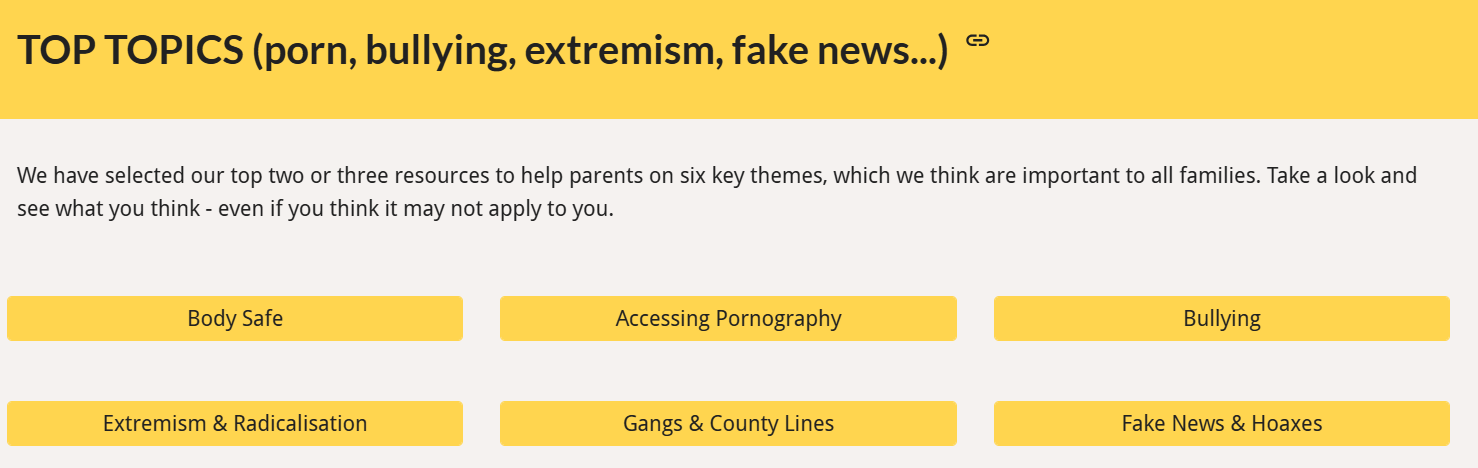 TOP TOPICS (porn, bullying, extremism, fake news...)
We have selected our top two or three resources to help parents on six key themes, which we think are important to all families. Take a look and
see what you think - even if you think it may not apply to you.
Body Safe
Accessing Pornography
Bullying
Extremism & Radicalisation
Gangs & County Lines
Fake News & Hoaxes